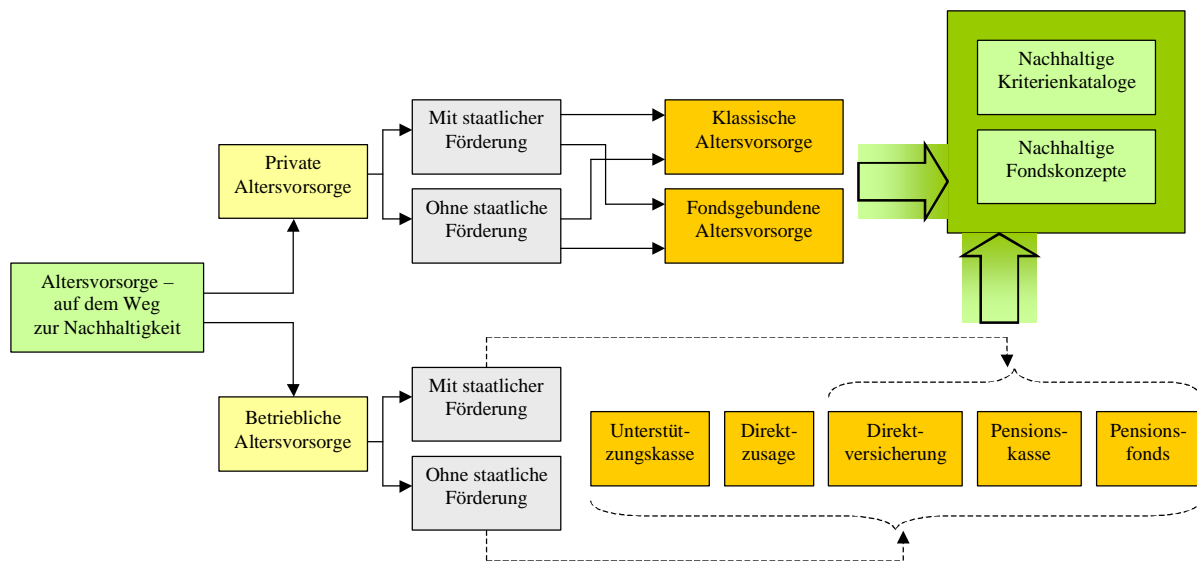 Nachhaltige
Kriterienkataloge
Nachhaltige
Fondskonzepte
Mit staatlicher
Förderung
Klassische
Altersvorsorge
Private
Altersvorsorge
Ohne staatliche
Förderung
Fondsgebundene
Altersvorsorge
Altersvorsorge –
auf dem Weg
zur Nachhaltigkeit
Mit staatlicher
Förderung
Betriebliche
Altersvorsorge
Ohne staatliche
Förderung
Unterstüt-
zungskasse
Direkt-
zusage
Direkt-
versicherung
Pensions-
kasse
Pensions-
fonds